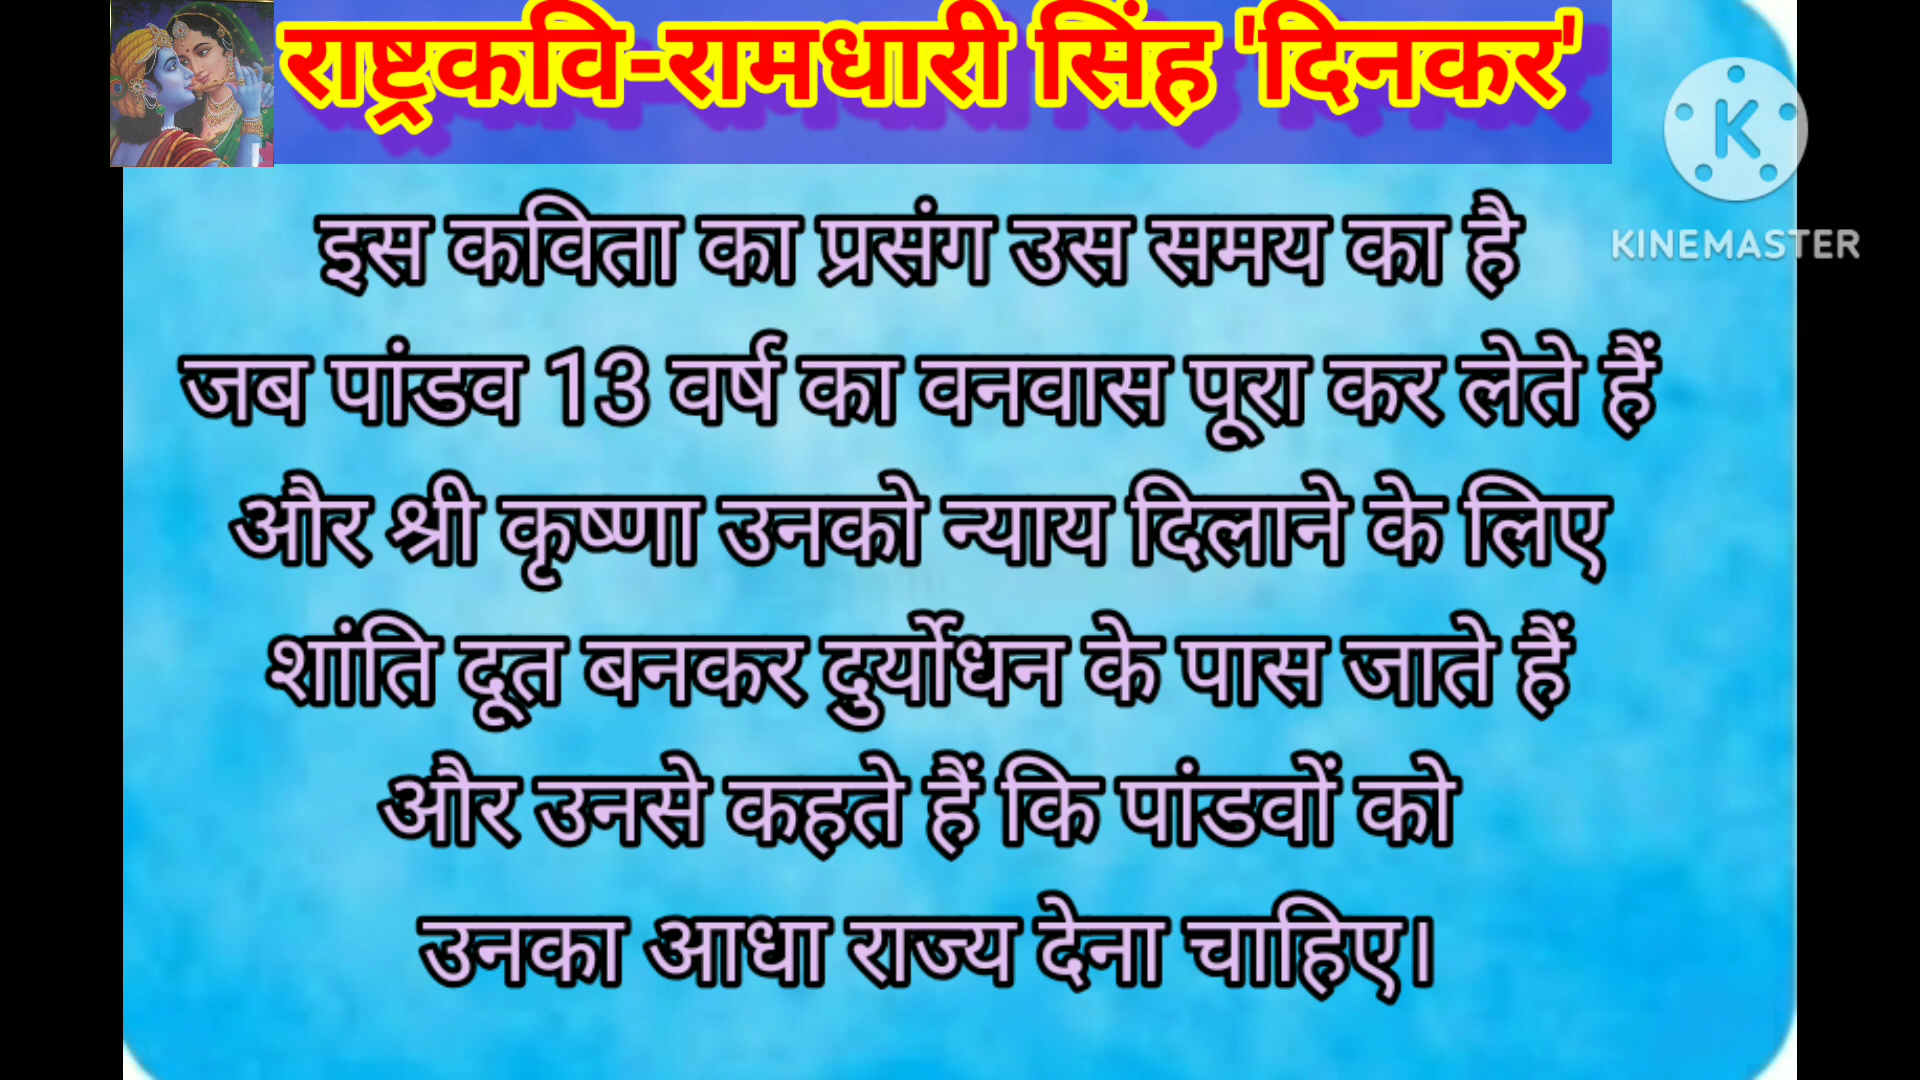 राष्ट्रकवि-रामधारी सिंह 'दिनकर'
K
KINEMASTER
इस कविता का प्रसंग उस समय का है
जब पांडव 13 वर्ष का वनवास पूरा कर लेते हैं
और श्री कृष्णा उनको न्याय दिलाने के लिए
शांति दूत बनकर दुर्योधन के पास जाते हैं
और उनसे कहते हैं कि पांडवों को
उनका आधा राज्य देना चाहिए।